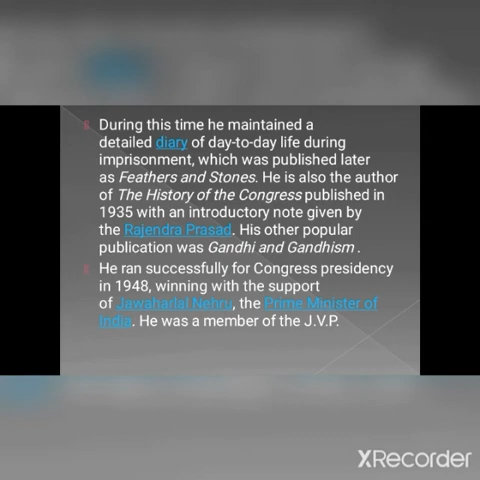 During this time he maintained a
detailed diary of day-to-day life during
imprisonment, which was published later
as Feathers and Stones. He is also the author
of The History of the Congress published in
1935 with an introductory note given by
the Rajendra Prasad. His other popular
publication was Gandhi and Gandhism .
He ran successfully for Congress presidency
in 1948, winning with the support
of Jawaharlal Nehru, the Prime Minister of
India. He was a member of the J.V.P.
XRecorder